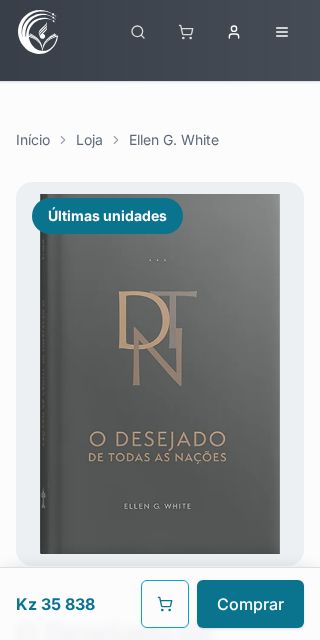 Início > Loja > Ellen G. White
Últimas unidades
DTN
O DESEJADO
DE TODAS AS NAÇÕES
ELLEN G. WHITE
Kz 35 838
Comprar